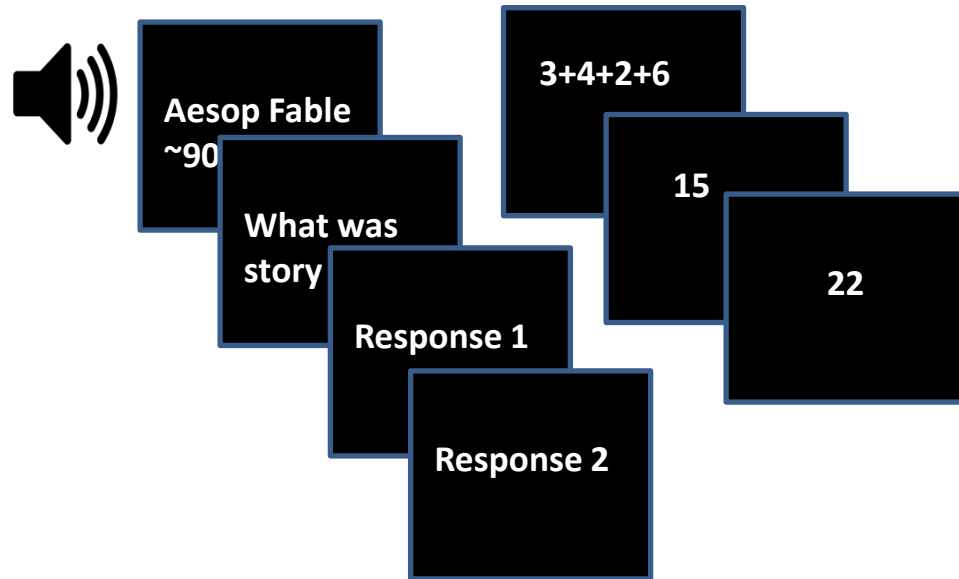 Aesop Fable
~90
What was
story
Response 1
Response 2
3+4+2+6
15
22